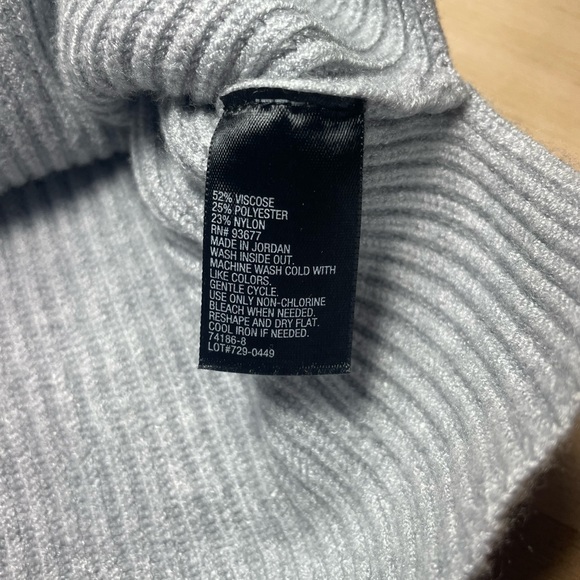 52% VISCOSE
25% POLYESTER
23% NYLON
RN# 93677
MADE IN JORDAN
WASH INSIDE OUT.
MACHINE WASH COLD WITH
LIKE COLORS.
GENTLE CYCLE.
USE ONLY NON-CHLORINE
BLEACH WHEN NEEDED.
RESHAPE AND DRY FLAT.
COOL IRON IF NEEDED.
74186-8
LOT#729-0449